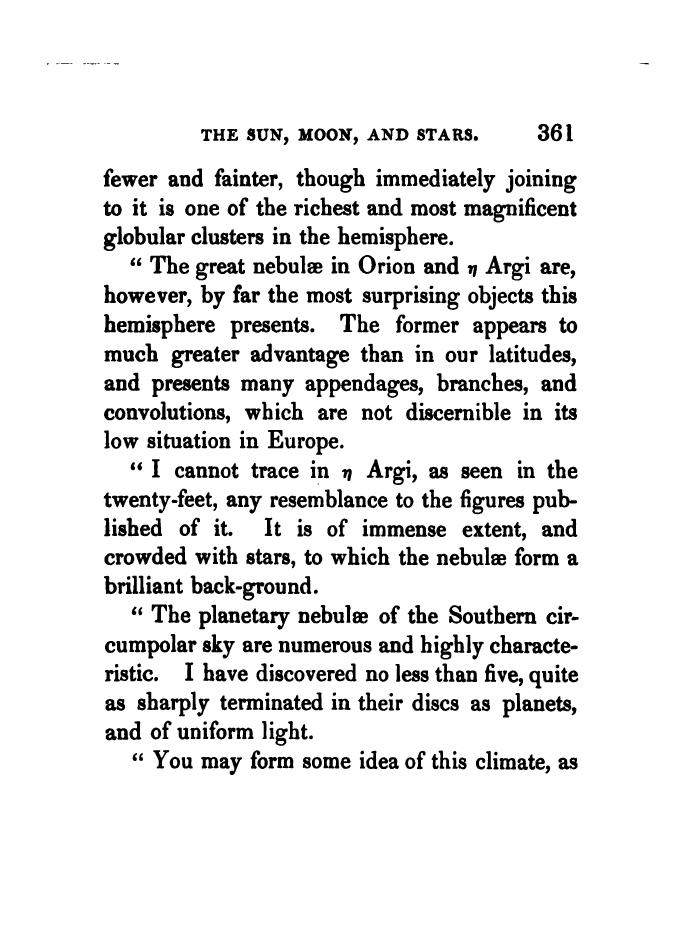 THE SUN, MOON, AND STARS. 361
fewer and fainter, though immediately joining
to it is one of the richest and most magnificent
globular clusters in the hemisphere.
“ The great nebulæ in Orion and η Argi are,
however, by far the most surprising objects this
hemisphere presents. The former appears to
much greater advantage than in our latitudes,
and presents many appendages, branches, and
convolutions, which are not discernible in its
low situation in Europe.
“ I cannot trace in η Argi, as seen in the
twenty-feet, any resemblance to the figures pub-
lished of it. It is of immense extent, and
crowded with stars, to which the nebulæ form a
brilliant back-ground.
“ The planetary nebulæ of the Southern cir-
cumpolar sky are numerous and highly characte-
ristic. I have discovered no less than five, quite
as sharply terminated in their discs as planets,
and of uniform light.
“ You may form some idea of this climate, as